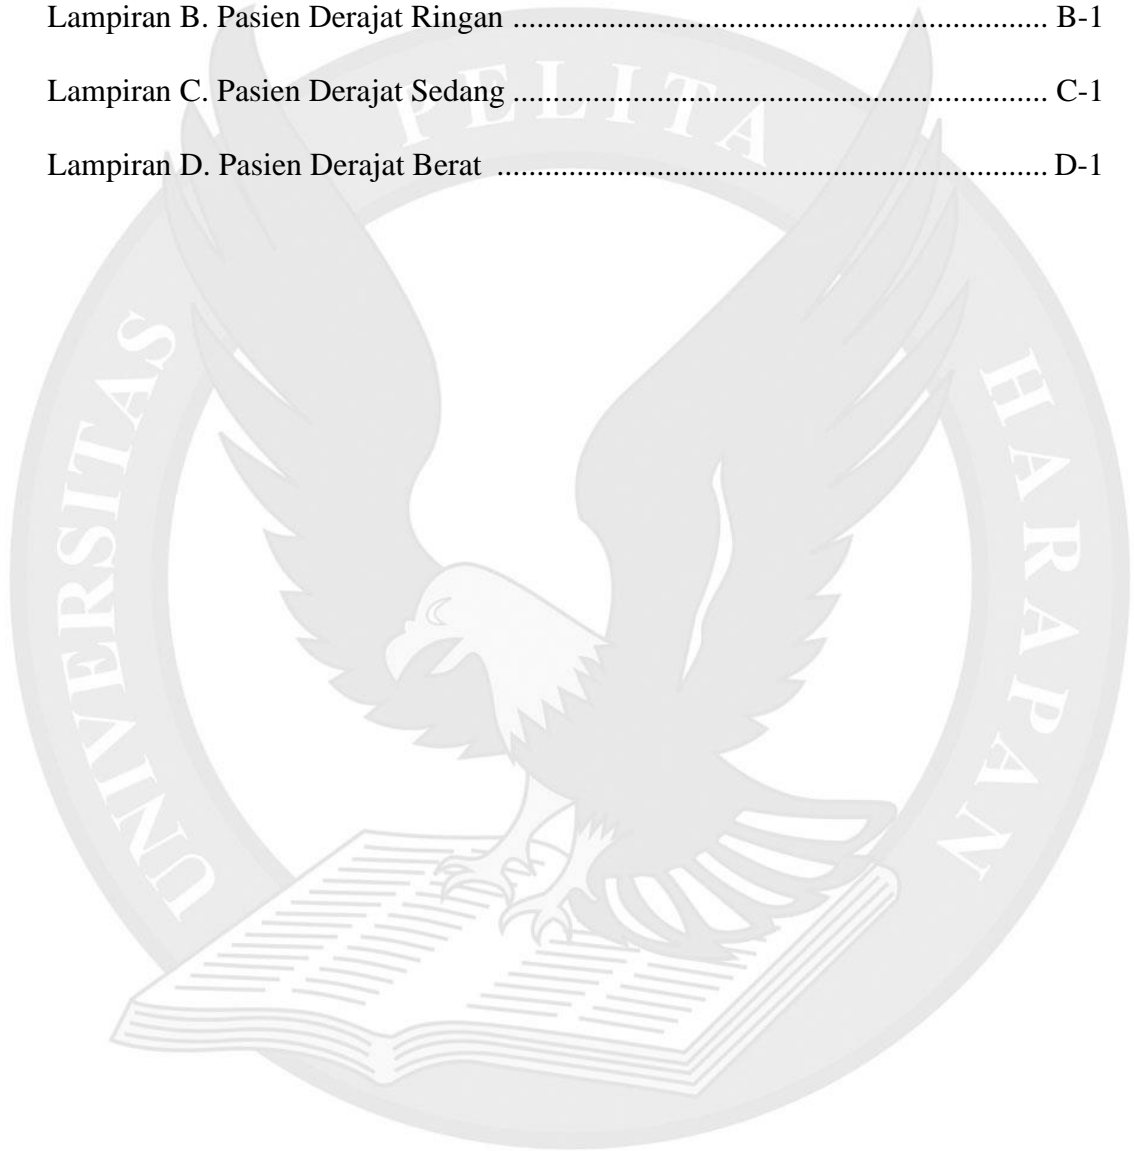 Lampiran B. Pasien Derajat Ringan ........................................................ B-1
Lampiran C. Pasien Derajat Sedang ........................................................ C-1
Lampiran D. Pasien Derajat Berat .......................................................... D-1
UNIVERSITAS PELITA HARAPAN